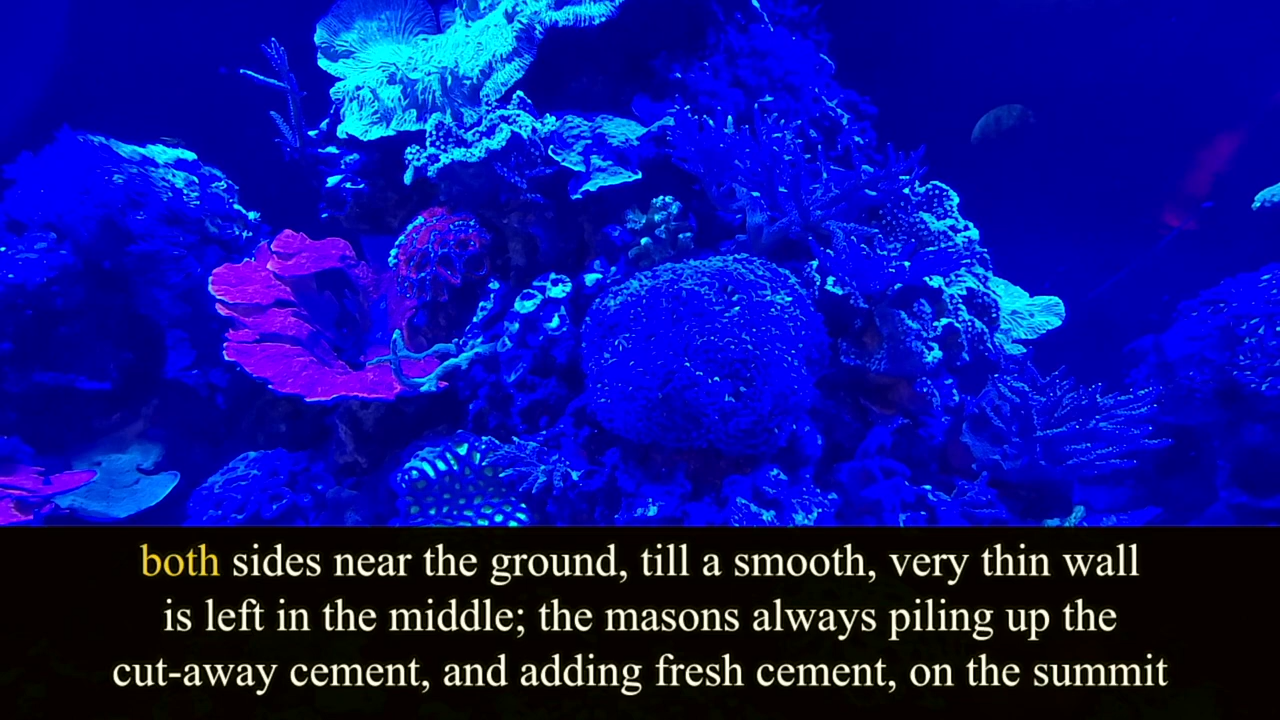 both sides near the ground, till a smooth, very thin wall
is left in the middle; the masons always piling up the
cut-away cement, and adding fresh cement, on the summit